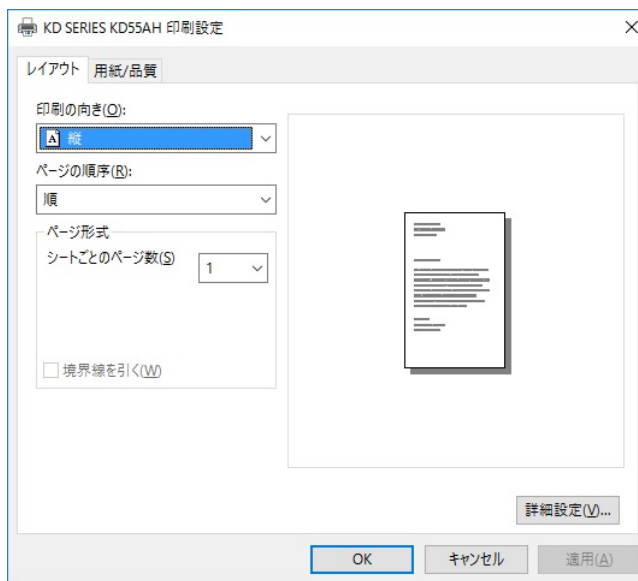 KD SERIES KD55AH 印刷設定
レイアウト 用紙/品質
印刷の向き(O):
A 縦
ページの順序(R):
順
ページ形式
シートごとのページ数(S) 1
境界線を引く(W)
詳細設定(V)...
OK キャンセル 適用(A)